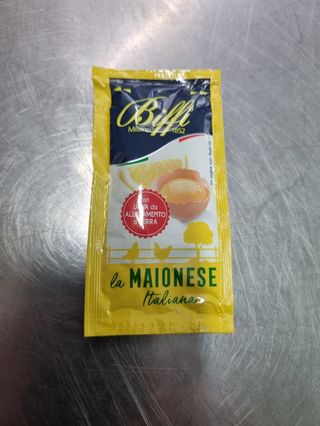 Biffi
Milano 1852
con
UOVA da
ALLEVAMENTO
a TERRA
la MAIONESE
Italiana